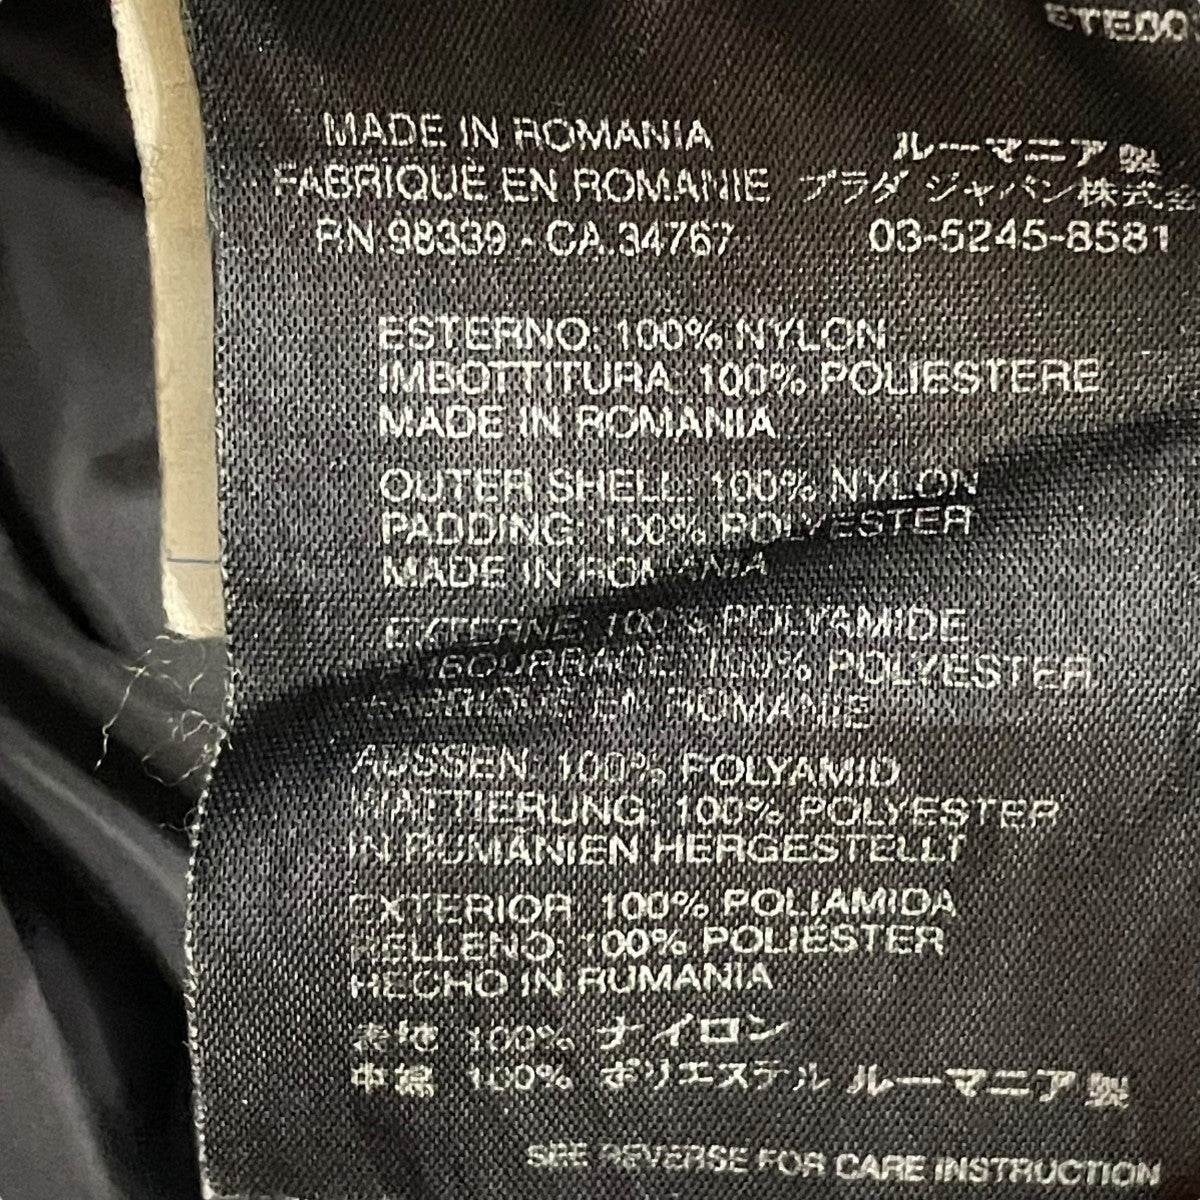 MADE IN ROMANIA
ルーマニア製
FABRIQUÉ EN ROMANIE
プラダ ジャパン株式会
RN.98339 - CA.34767
03-5245-8581
ESTERNO: 100% NYLON
IMBOTTITURA: 100% POLIESTERE
MADE IN ROMANIA
OUTER SHELL: 100% NYLON
PADDING: 100% POLYESTER
MADE IN ROMANIA
EXTERNE: 100% POLYAMIDE
100% POLYESTER
EN ROUMANIE
AUSSEN: 100% POLYAMID
WATTIERUNG: 100% POLYESTER
IN RUMÄNIEN HERGESTELLT
EXTERIOR: 100% POLIAMIDA
RELLENO: 100% POLIÉSTER
HECHO IN RUMANIA
表地 100% ナイロン
中綿 100% ポリエステル ルーマニア製
SEE REVERSE FOR CARE INSTRUCTION